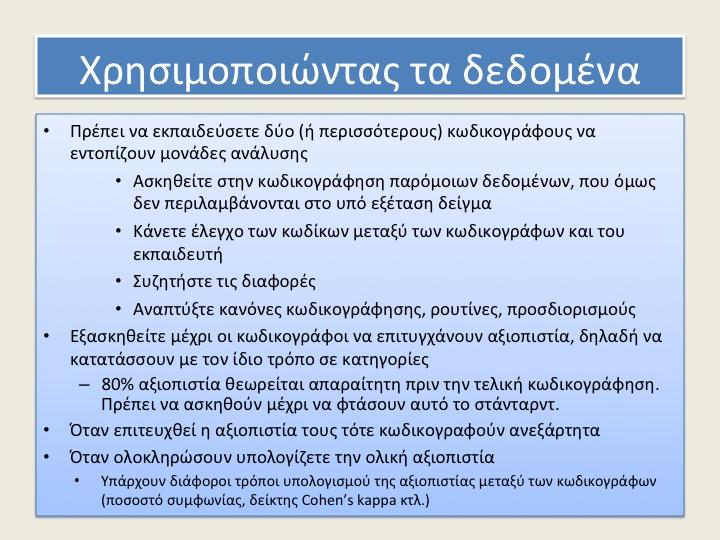 Χρησιμοποιώντας τα δεδομένα
• Πρέπει να εκπαιδεύσετε δύο (ή περισσότερους) κωδικογράφους να
εντοπίζουν μονάδες ανάλυσης
• Ασκηθείτε στην κωδικογράφηση παρόμοιων δεδομένων, που όμως
δεν περιλαμβάνονται στο υπό εξέταση δείγμα
• Κάνετε έλεγχο των κωδίκων μεταξύ των κωδικογράφων και του
εκπαιδευτή
• Συζητήστε τις διαφορές
• Αναπτύξτε κανόνες κωδικογράφησης, ρουτίνες, προσδιορισμούς
• Εξασκηθείτε μέχρι οι κωδικογράφοι να επιτυγχάνουν αξιοπιστία, δηλαδή να
κατατάσσουν με τον ίδιο τρόπο σε κατηγορίες
– 80% αξιοπιστία θεωρείται απαραίτητη πριν την τελική κωδικογράφηση.
Πρέπει να ασκηθούν μέχρι να φτάσουν αυτό το στάνταρντ.
• Όταν επιτευχθεί η αξιοπιστία τους τότε κωδικογραφούν ανεξάρτητα
• Όταν ολοκληρώσουν υπολογίζετε την ολική αξιοπιστία
• Υπάρχουν διάφοροι τρόποι υπολογισμού της αξιοπιστίας μεταξύ των κωδικογράφων
(ποσοστό συμφωνίας, δείκτης Cohen’s kappa κτλ.)